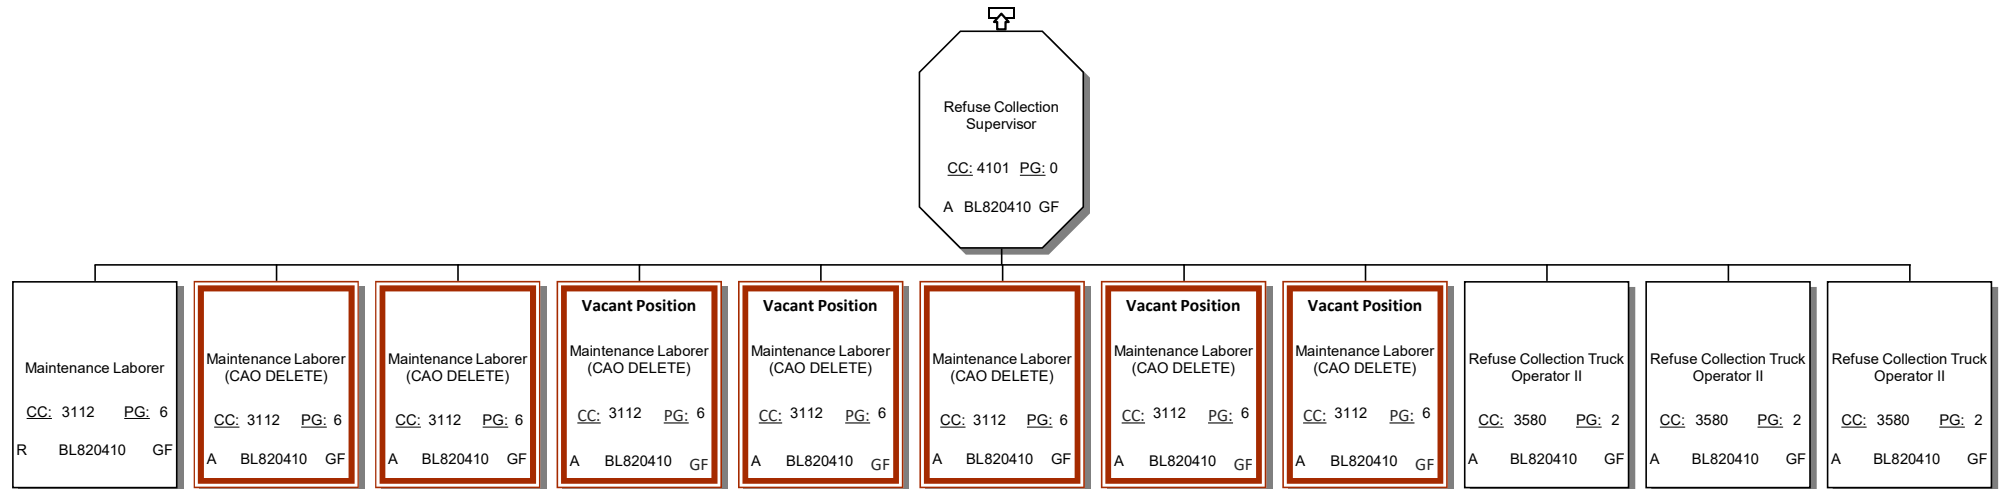 Refuse Collection
Supervisor
CC: 4101 PG: 0
A BL820410 GF
Maintenance Laborer
CC: 3112 PG: 6
R BL820410 GF
Maintenance Laborer
(CAO DELETE)
CC: 3112 PG: 6
A BL820410 GF
Maintenance Laborer
(CAO DELETE)
CC: 3112 PG: 6
A BL820410 GF
Vacant Position
Maintenance Laborer
(CAO DELETE)
CC: 3112 PG: 6
A BL820410 GF
Vacant Position
Maintenance Laborer
(CAO DELETE)
CC: 3112 PG: 6
A BL820410 GF
Maintenance Laborer
(CAO DELETE)
CC: 3112 PG: 6
A BL820410 GF
Vacant Position
Maintenance Laborer
(CAO DELETE)
CC: 3112 PG: 6
A BL820410 GF
Vacant Position
Maintenance Laborer
(CAO DELETE)
CC: 3112 PG: 6
A BL820410 GF
Refuse Collection Truck
Operator II
CC: 3580 PG: 2
A BL820410 GF
Refuse Collection Truck
Operator II
CC: 3580 PG: 2
A BL820410 GF
Refuse Collection Truck
Operator II
CC: 3580 PG: 2
A BL820410 GF